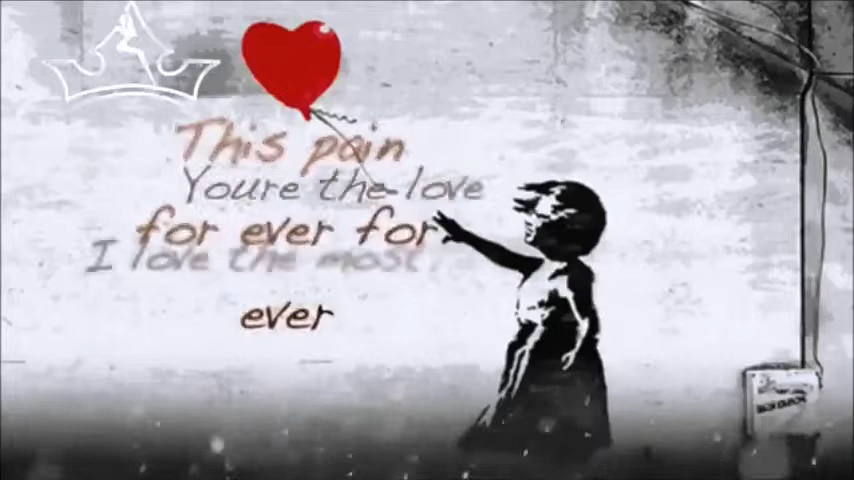 This pain
Youre the love
for ever for
I love the most
ever